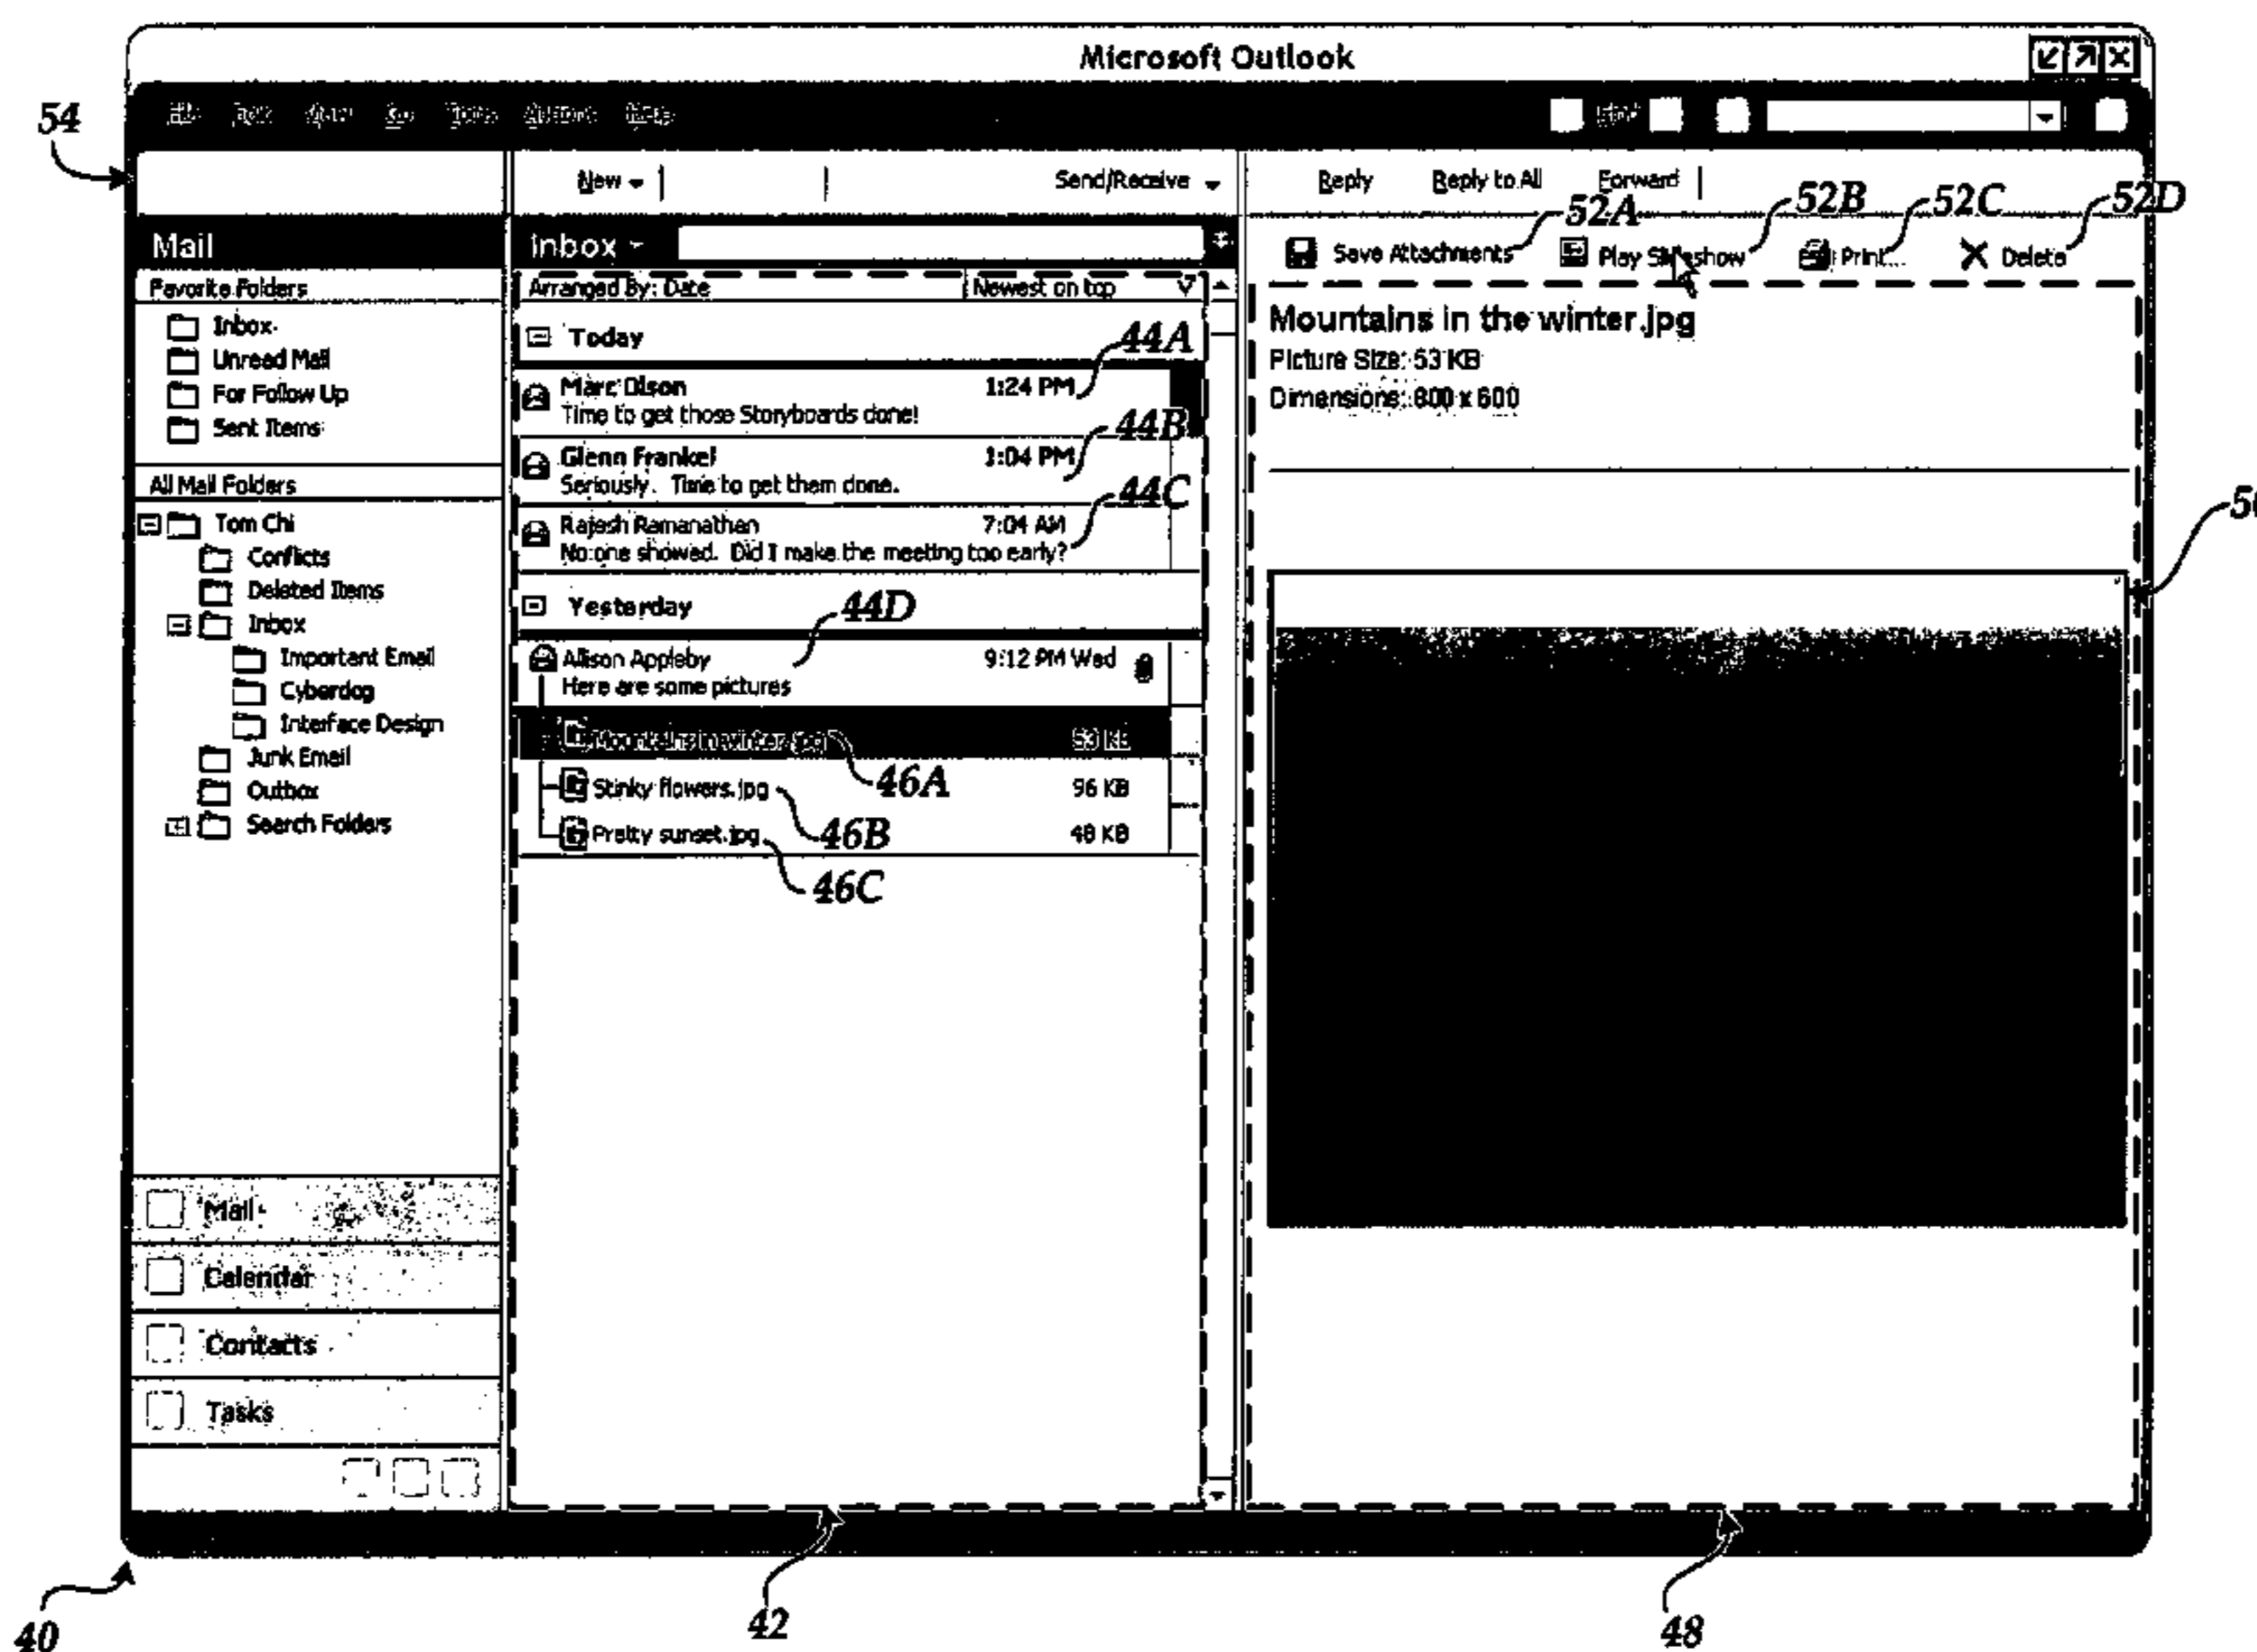 Microsoft Outlook
54
New
Send/Receive
Reply Reply to All Forward
52A 52B 52C 52D
Mail
Inbox
Save Attachments Play Slideshow Print... Delete
Favorite Folders
Inbox
Unread Mail
For Follow Up
Sent Items
All Mail Folders
Tom Chi
Conflicts
Deleted Items
Inbox
Important Email
Cyberdog
Interface Design
Junk Email
Outbox
Search Folders
Mail
Calendar
Contacts
Tasks
Arranged By: Date Newest on top
Today
44A
Marc Olson 1:24 PM
Time to get those Storyboards done!
44B
Glenn Frankel 1:04 PM
Seriously. Time to get them done.
44C
Rajesh Ramanathan 7:04 AM
No one showed. Did I make the meeting too early?
Yesterday
44D
Allison Appleby 9:12 PM Wed
Here are some pictures
Mountains in winter.jpg 53 KB
46A
Stinky flowers.jpg 96 KB
46B
Pretty sunset.jpg 48 KB
46C
Mountains in the winter.jpg
Picture Size: 53 KB
Dimensions: 800 x 600
40
42
48